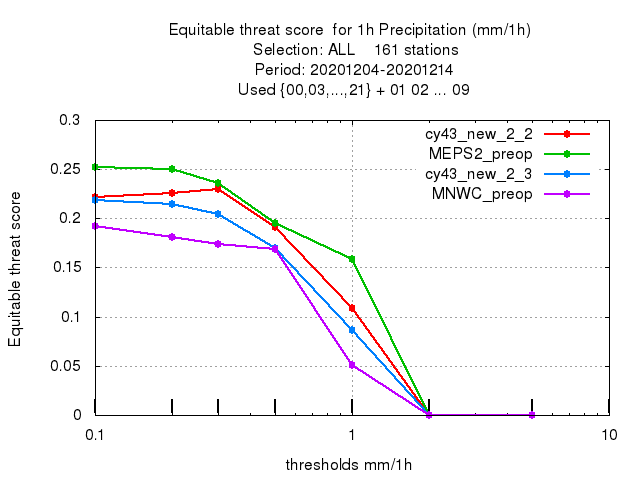 Equitable threat score  for 1h Precipitation (mm/1h)
Selection: ALL    161 stations
Period: 20201204-20201214
Used {00,03,...,21} + 01 02 ... 09
cy43_new_2_2
MEPS2_preop
cy43_new_2_3
MNWC_preop
Equitable threat score
0.3
0.25
0.2
0.15
0.1
0.05
0
0.1
1
10
thresholds mm/1h